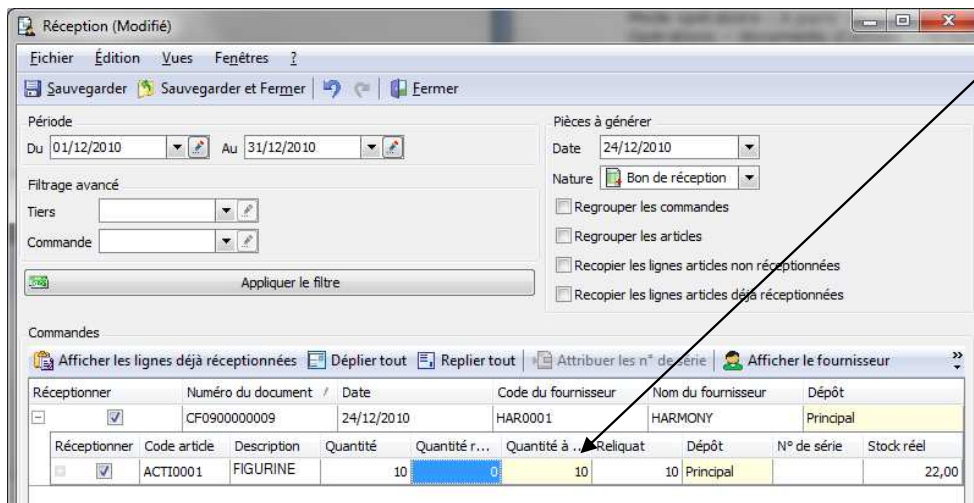 Réception (Modifié)
Fichier Édition Vues Fenêtres ?
Sauvegarder Sauvegarder et Fermer Fermer
Période
Du 01/12/2010 Au 31/12/2010
Filtrage avancé
Tiers
Commande
Appliquer le filtre
Pièces à générer
Date 24/12/2010
Nature Bon de réception
Regrouper les commandes
Regrouper les articles
Recopier les lignes articles non réceptionnées
Recopier les lignes articles déjà réceptionnées
Commandes
Afficher les lignes déjà réceptionnées Déplier tout Replier tout Attribuer les n° de série Afficher le fournisseur »
Réceptionner Numéro du document / Date Code du fournisseur Nom du fournisseur Dépôt
CF0900000009 24/12/2010 HAR0001 HARMONY Principal
Réceptionner Code article Description Quantité Quantité r... Quantité à ... Reliquat Dépôt N° de série Stock réel
ACTI0001 FIGURINE 10 0 10 10 Principal 22,00